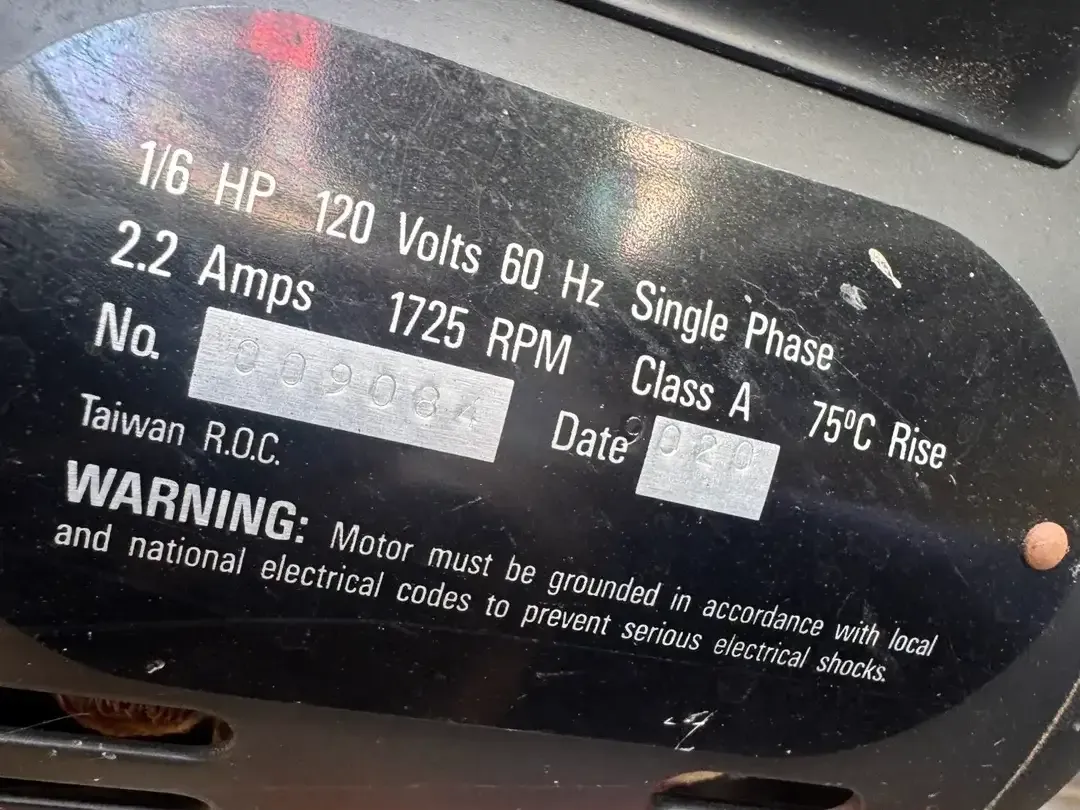 1/6 HP 120 Volts 60 Hz Single Phase
2.2 Amps 1725 RPM Class A 75ºC Rise
No. 009084 Date 9020
Taiwan R.O.C.
WARNING: Motor must be grounded in accordance with local
and national electrical codes to prevent serious electrical shocks.